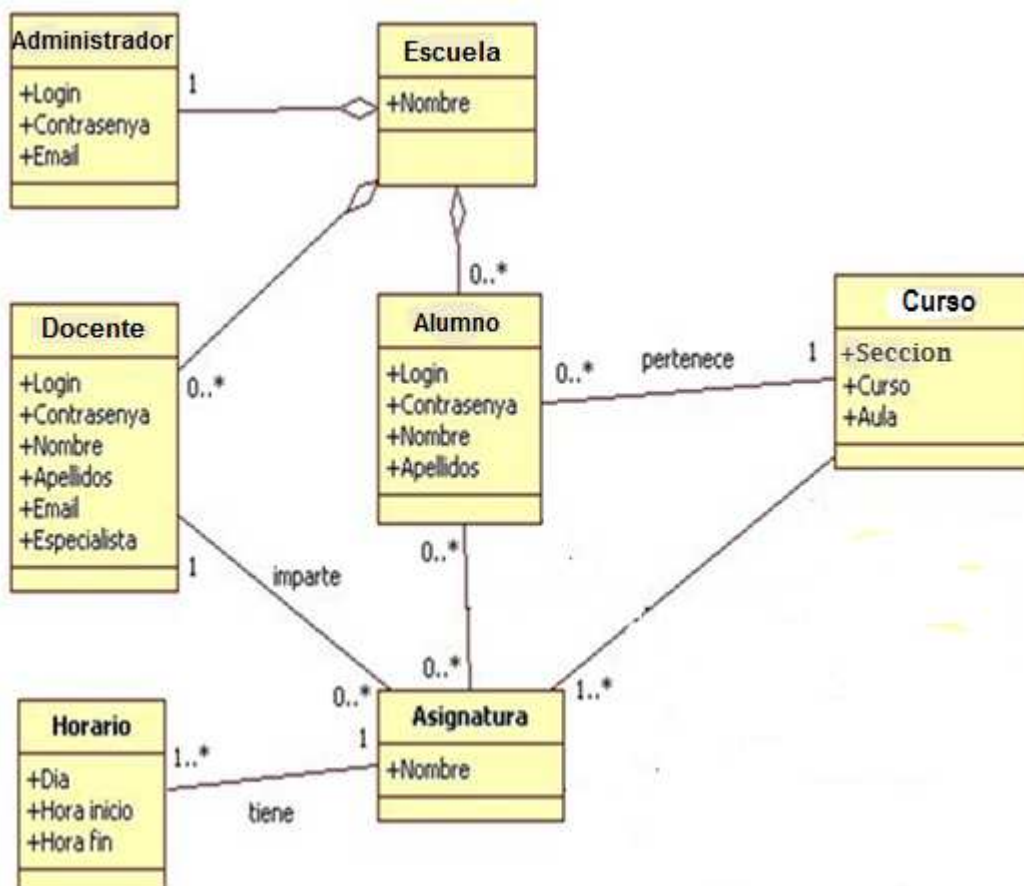 Administrador
+Login
+Contrasenya
+Email
1
Escuela
+Nombre
0..*
0..*
Docente
+Login
+Contrasenya
+Nombre
+Apellidos
+Email
+Especialista
1
imparte
0..*
Alumno
+Login
+Contrasenya
+Nombre
+Apellidos
0..*
pertenece
1
Curso
+Seccion
+Curso
+Aula
0..*
0..*
1..*
Asignatura
+Nombre
1
tiene
1..*
Horario
+Dia
+Hora inicio
+Hora fin